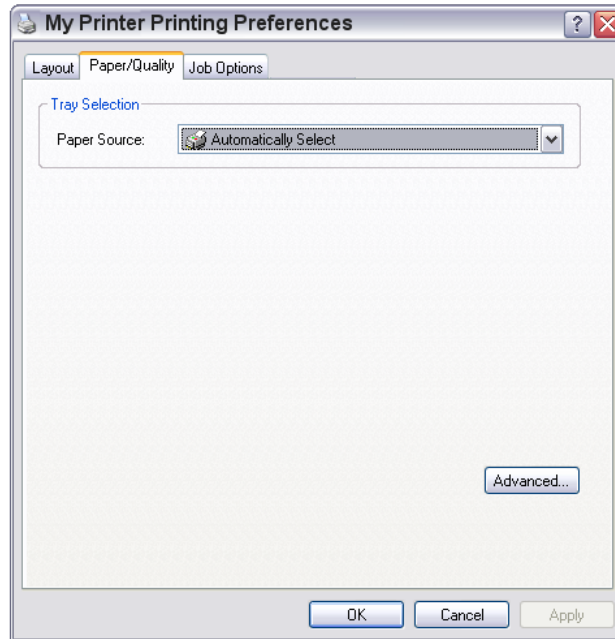 My Printer Printing Preferences
?
Layout Paper/Quality Job Options
Tray Selection
Paper Source: Automatically Select
Advanced...
OK Cancel Apply